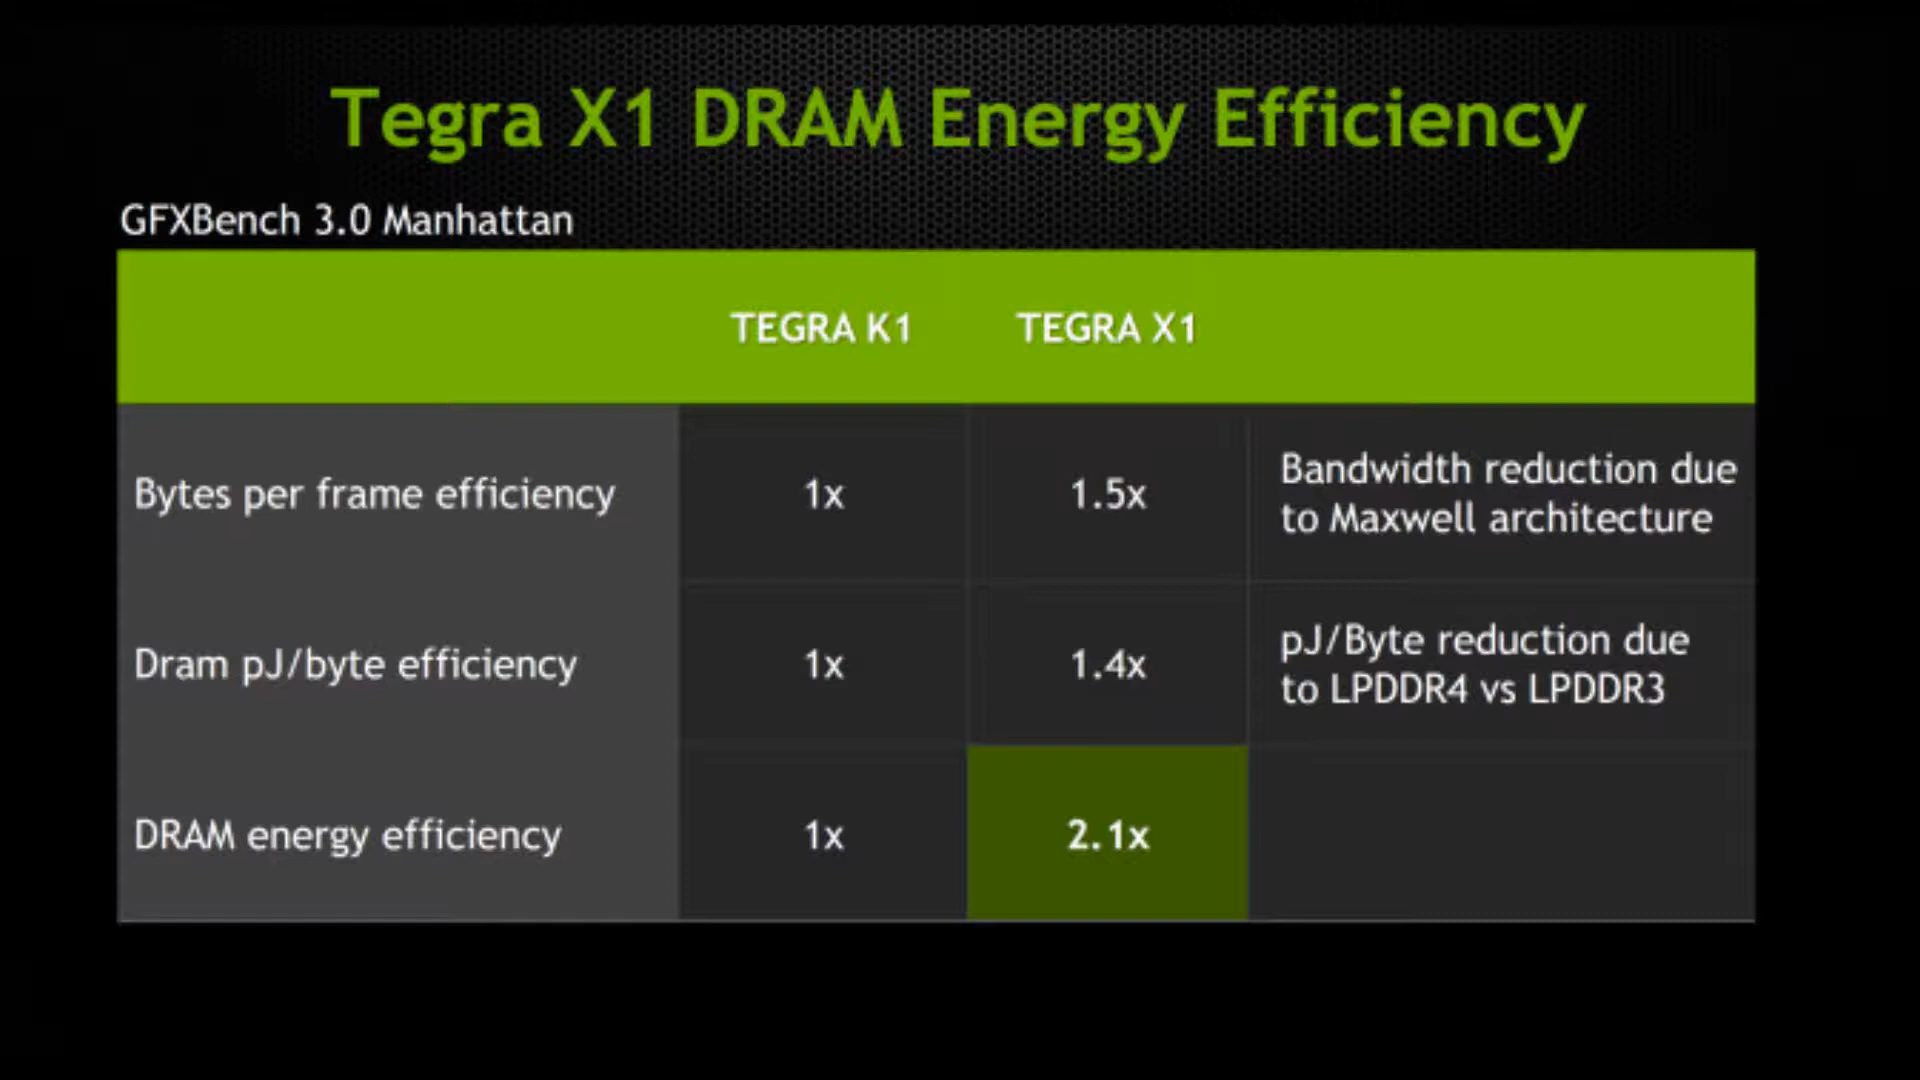 Tegra X1 DRAM Energy Efficiency
GFXBench 3.0 Manhattan
TEGRA K1 TEGRA X1
Bytes per frame efficiency 1x 1.5x Bandwidth reduction due
to Maxwell architecture
Dram pJ/byte efficiency 1x 1.4x pJ/Byte reduction due
to LPDDR4 vs LPDDR3
DRAM energy efficiency 1x 2.1x